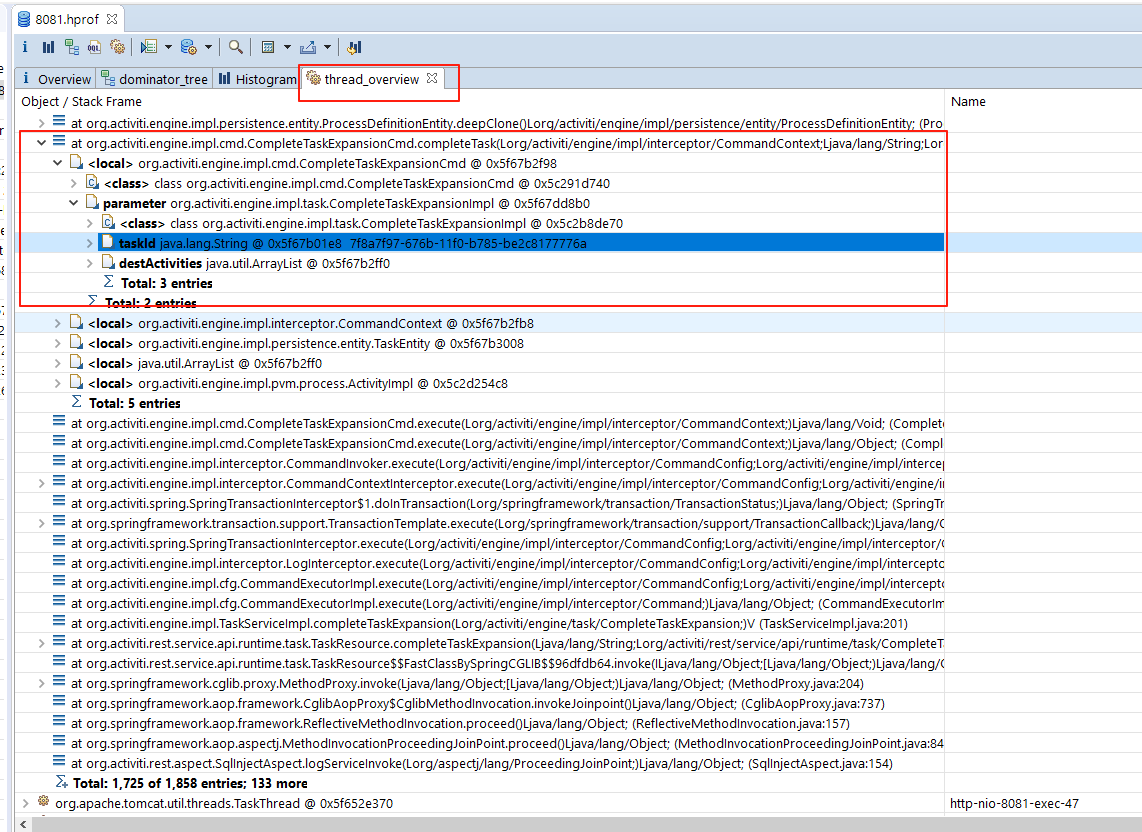 8081.hprof
Overview dominator_tree Histogram thread_overview
Object / Stack Frame Name
at org.activiti.engine.impl.persistence.entity.ProcessDefinitionEntity.deepClone()Lorg/activiti/engine/impl/persistence/entity/ProcessDefinitionEntity; (Pro
at org.activiti.engine.impl.cmd.CompleteTaskExpansionCmd.completeTask(Lorg/activiti/engine/impl/interceptor/CommandContext;Ljava/lang/String;Lor
<local> org.activiti.engine.impl.cmd.CompleteTaskExpansionCmd @ 0x5f67b2f98
<class> class org.activiti.engine.impl.cmd.CompleteTaskExpansionCmd @ 0x5c291d740
parameter org.activiti.engine.impl.task.CompleteTaskExpansionImpl @ 0x5f67dd8b0
<class> class org.activiti.engine.impl.task.CompleteTaskExpansionImpl @ 0x5c2b8de70
taskId java.lang.String @ 0x5f67b01e8 7f8a7f97-676b-11f0-b785-be2c8177776a
destActivities java.util.ArrayList @ 0x5f67b2ff0
Total: 3 entries
Total: 2 entries
<local> org.activiti.engine.impl.interceptor.CommandContext @ 0x5f67b2fb8
<local> org.activiti.engine.impl.persistence.entity.TaskEntity @ 0x5f67b3008
<local> java.util.ArrayList @ 0x5f67b2ff0
<local> org.activiti.engine.impl.pvm.process.ActivityImpl @ 0x5c2d254c8
Total: 5 entries
at org.activiti.engine.impl.cmd.CompleteTaskExpansionCmd.execute(Lorg/activiti/engine/impl/interceptor/CommandContext;)Ljava/lang/Void; (Complete
at org.activiti.engine.impl.cmd.CompleteTaskExpansionCmd.execute(Lorg/activiti/engine/impl/interceptor/CommandContext;)Ljava/lang/Object; (Compl
at org.activiti.engine.impl.interceptor.CommandInvoker.execute(Lorg/activiti/engine/impl/interceptor/CommandConfig;Lorg/activiti/engine/impl/intercep
at org.activiti.engine.impl.interceptor.CommandContextInterceptor.execute(Lorg/activiti/engine/impl/interceptor/CommandConfig;Lorg/activiti/engine/i
at org.activiti.spring.SpringTransactionInterceptor$1.doInTransaction(Lorg/springframework/transaction/TransactionStatus;)Ljava/lang/Object; (SpringT
at org.springframework.transaction.support.TransactionTemplate.execute(Lorg/springframework/transaction/support/TransactionCallback;)Ljava/lang/O
at org.activiti.spring.SpringTransactionInterceptor.execute(Lorg/activiti/engine/impl/interceptor/CommandConfig;Lorg/activiti/engine/impl/interceptor/C
at org.activiti.engine.impl.interceptor.LogInterceptor.execute(Lorg/activiti/engine/impl/interceptor/CommandConfig;Lorg/activiti/engine/impl/intercept
at org.activiti.engine.impl.cfg.CommandExecutorImpl.execute(Lorg/activiti/engine/impl/interceptor/CommandConfig;Lorg/activiti/engine/impl/intercept
at org.activiti.engine.impl.cfg.CommandExecutorImpl.execute(Lorg/activiti/engine/impl/interceptor/Command;)Ljava/lang/Object; (CommandExecutorIm
at org.activiti.engine.impl.TaskServiceImpl.completeTaskExpansion(Lorg/activiti/engine/task/CompleteTaskExpansion;)V (TaskServiceImpl.java:201)
at org.activiti.rest.service.api.runtime.task.TaskResource.completeTaskExpansion(Ljava/lang/String;Lorg/activiti/rest/service/api/runtime/task/CompleteT
at org.activiti.rest.service.api.runtime.task.TaskResource$$FastClassBySpringCGLIB$$96dfdb64.invoke(ILjava/lang/Object;[Ljava/lang/Object;)Ljava/lang/O
at org.springframework.cglib.proxy.MethodProxy.invoke(Ljava/lang/Object;[Ljava/lang/Object;)Ljava/lang/Object; (MethodProxy.java:204)
at org.springframework.aop.framework.CglibAopProxy$CglibMethodInvocation.invokeJoinpoint()Ljava/lang/Object; (CglibAopProxy.java:737)
at org.springframework.aop.framework.ReflectiveMethodInvocation.proceed()Ljava/lang/Object; (ReflectiveMethodInvocation.java:157)
at org.springframework.aop.aspectj.MethodInvocationProceedingJoinPoint.proceed()Ljava/lang/Object; (MethodInvocationProceedingJoinPoint.java:84
at org.activiti.rest.aspect.SqlInjectAspect.logServiceInvoke(Lorg/aspectj/lang/ProceedingJoinPoint;)Ljava/lang/Object; (SqlInjectAspect.java:154)
Total: 1,725 of 1,858 entries; 133 more
org.apache.tomcat.util.threads.TaskThread @ 0x5f652e370 http-nio-8081-exec-47